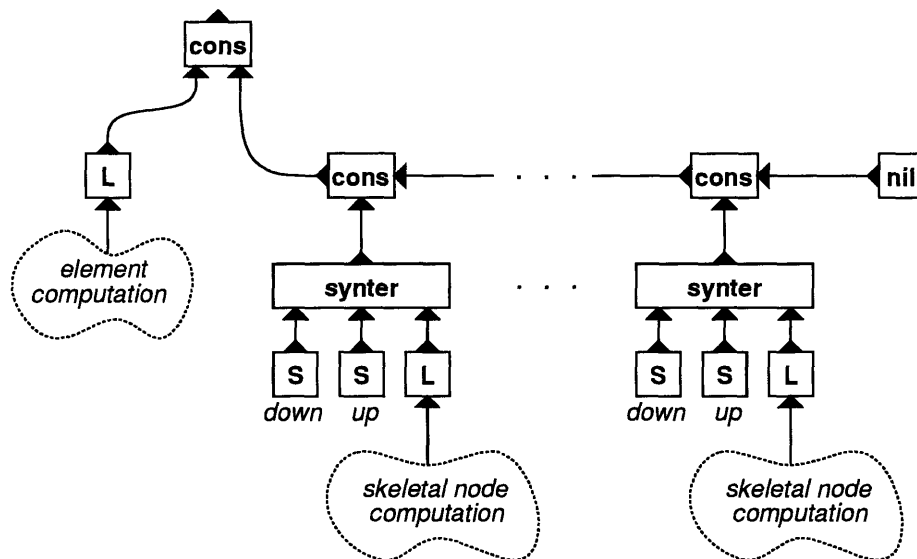 cons
L
cons
. . .
cons
nil
element
computation
synter
. . .
synter
S
S
L
S
S
L
down
up
down
up
skeletal node
computation
skeletal node
computation